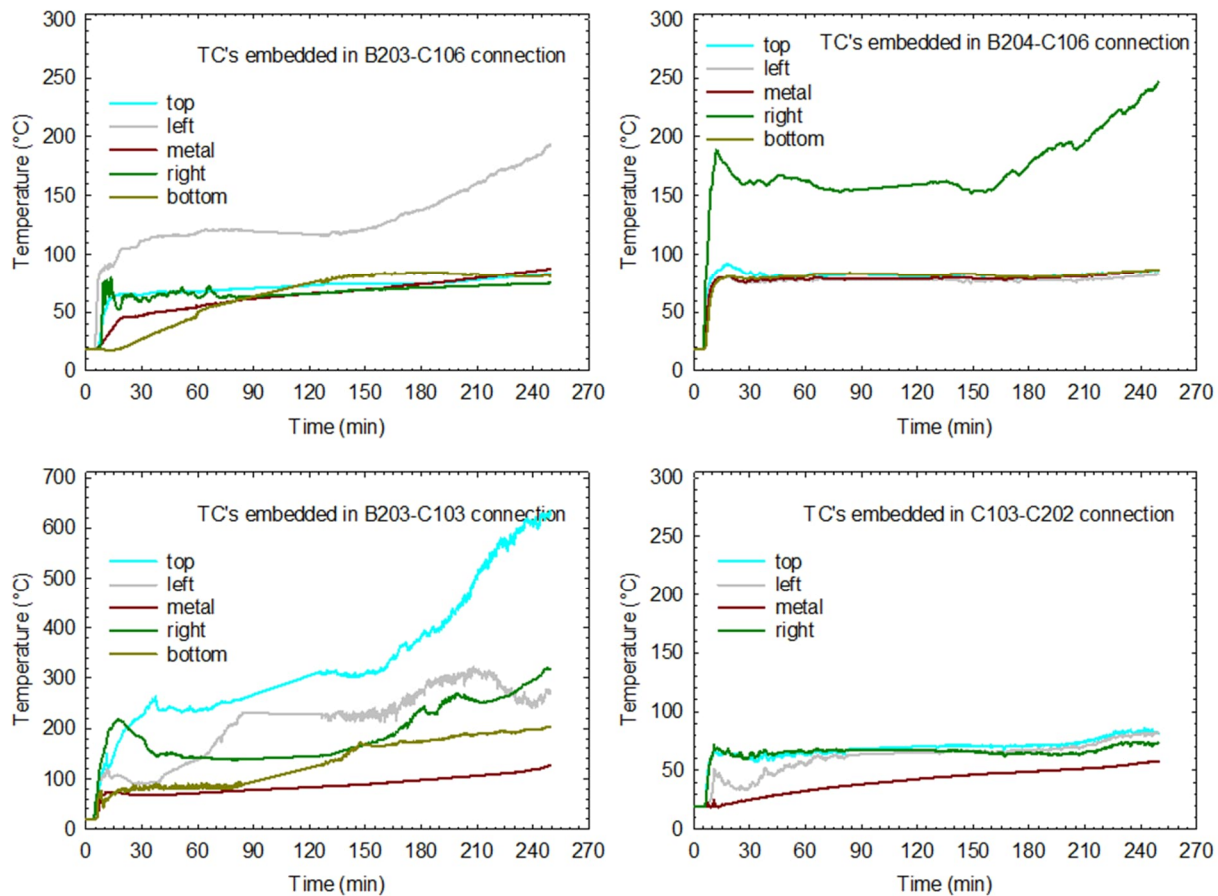 TC's embedded in B203-C106 connection
Temperature (°C)
300
250
200
150
100
50
0
top
left
metal
right
bottom
0 30 60 90 120 150 180 210 240 270
Time (min)
TC's embedded in B204-C106 connection
Temperature (°C)
300
250
200
150
100
50
0
top
left
metal
right
bottom
0 30 60 90 120 150 180 210 240 270
Time (min)
TC's embedded in B203-C103 connection
Temperature (°C)
700
600
500
400
300
200
100
0
top
left
metal
right
bottom
0 30 60 90 120 150 180 210 240 270
Time (min)
TC's embedded in C103-C202 connection
Temperature (°C)
300
250
200
150
100
50
0
top
left
metal
right
0 30 60 90 120 150 180 210 240 270
Time (min)